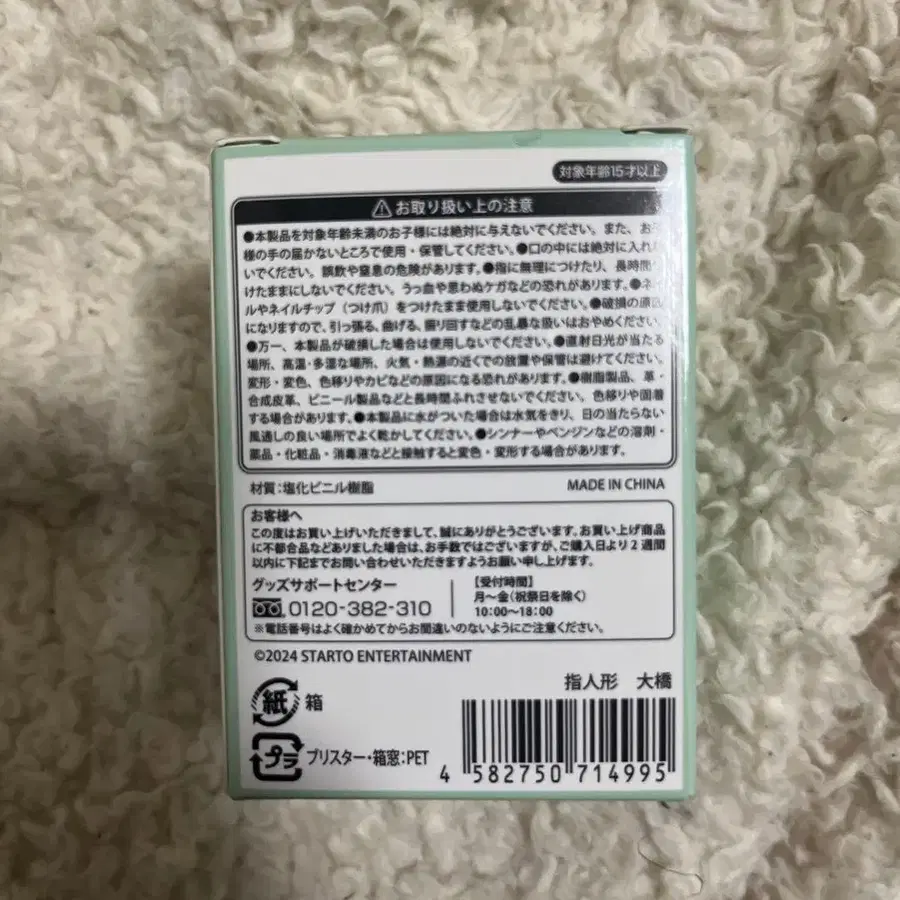 対象年齢15才以上
お取り扱い上の注意
●本製品を対象年齢未満のお子様には絶対に与えないでください。また、お子
様の手の届かないところで使用・保管してください。●口の中には絶対に入れな
いでください。誤飲や窒息の危険があります。●指に無理につけたり、長時間つ
けたままにしないでください。うっ血や思わぬケガなどの恐れがあります。●ネイ
ルやネイルチップ（つけ爪）をつけたまま使用しないでください。●破損の原因
になりますので、引っ張る、曲げる、振り回すなどの乱暴な扱いはおやめください。
●万一、本製品が破損した場合は使用しないでください。●直射日光が当たる
場所、高温・多湿な場所、火気・熱源の近くでの放置や保管は避けてください。
変形・変色、色移りやカビなどの原因になる恐れがあります。●樹脂製品、革・
合成皮革、ビニール製品などと長時間ふれさせないでください。色移りや固着
する場合があります。●本製品に水がついた場合は水気をきり、日の当たらない
風通しの良い場所でよく乾かしてください。●シンナーやベンジンなどの溶剤・
薬品・化粧品・消毒液などと接触すると変色・変形する場合があります。
材質:塩化ビニル樹脂 MADE IN CHINA
お客様へ
この度はお買い上げいただきまして、誠にありがとうございます。お買い上げ商品
に不都合品などありました場合は、お手数ではございますが、ご購入日より2週間
以内に下記までお問い合わせいただきますようお願い申し上げます。
グッズサポートセンター
0120-382-310
【受付時間】
月〜金(祝祭日を除く)
10:00〜18:00
※電話番号はよく確かめてからお間違いのないようにご注意ください。
©2024 STARTO ENTERTAINMENT
指人形 大橋
紙 箱
プラ ブリスター・箱窓:PET
4 582750 714995